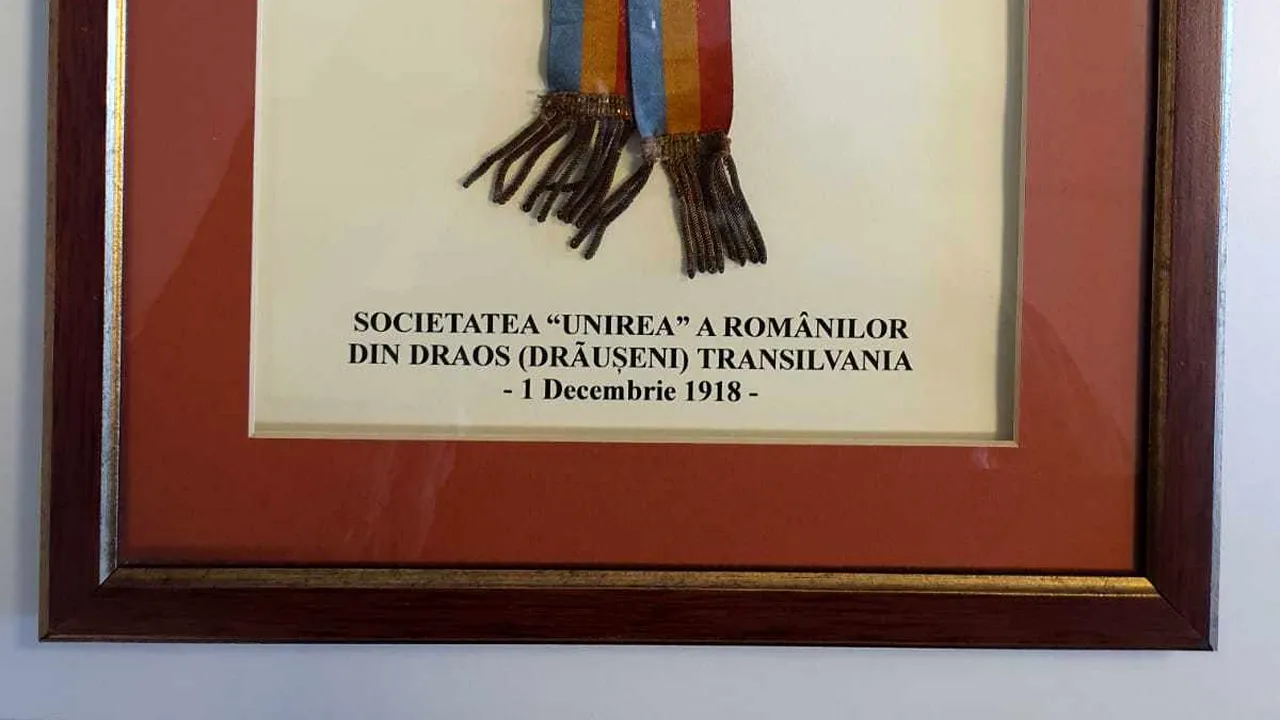 SOCIETATEA “UNIREA” A ROMÂNILOR
DIN DRAOS (DRÃUȘENI) TRANSILVANIA
- 1 Decembrie 1918 -